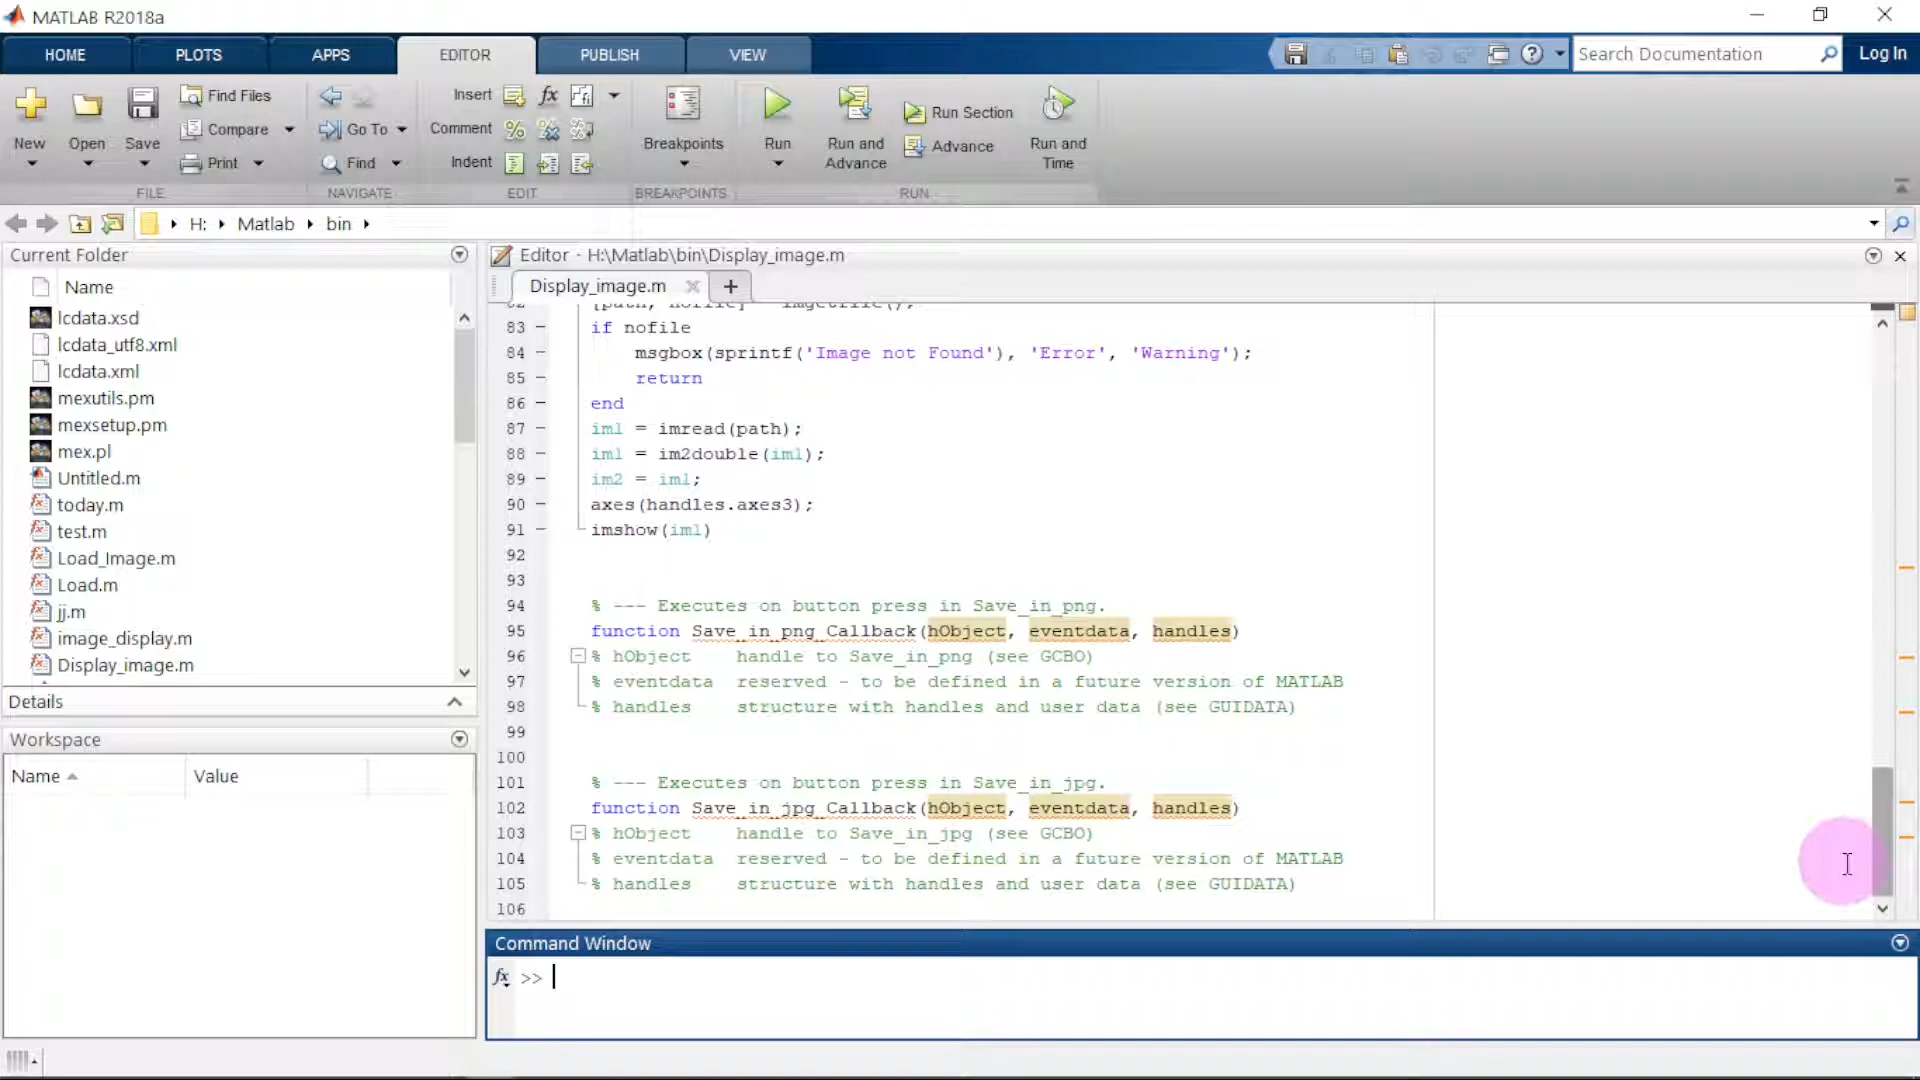 MATLAB R2018a
HOME PLOTS APPS EDITOR PUBLISH VIEW
Search Documentation
Log In
New
Open
Save
Find Files
Compare
Print
FILE
Go To
Find
NAVIGATE
Insert
Comment
Indent
EDIT
Breakpoints
BREAKPOINTS
Run
Run and Advance
Run Section
Advance
Run and Time
RUN
H: Matlab bin
Current Folder
Name
lcdata.xsd
lcdata_utf8.xml
lcdata.xml
mexutils.pm
mexsetup.pm
mex.pl
Untitled.m
today.m
test.m
Load_Image.m
Load.m
jj.m
image_display.m
Display_image.m
Details
Workspace
Name Value
Editor - H:\Matlab\bin\Display_image.m
Display_image.m
83 if nofile
84 msgbox(sprintf('Image not Found'), 'Error', 'Warning');
85 return
86 end
87 im1 = imread(path);
88 im1 = im2double(im1);
89 im2 = im1;
90 axes(handles.axes3);
91 imshow(im1)
92
93
94 % --- Executes on button press in Save_in_png.
95 function Save_in_png_Callback(hObject, eventdata, handles)
96 % hObject handle to Save_in_png (see GCBO)
97 % eventdata reserved - to be defined in a future version of MATLAB
98 % handles structure with handles and user data (see GUIDATA)
99
100
101 % --- Executes on button press in Save_in_jpg.
102 function Save_in_jpg_Callback(hObject, eventdata, handles)
103 % hObject handle to Save_in_jpg (see GCBO)
104 % eventdata reserved - to be defined in a future version of MATLAB
105 % handles structure with handles and user data (see GUIDATA)
106
Command Window
fx >>